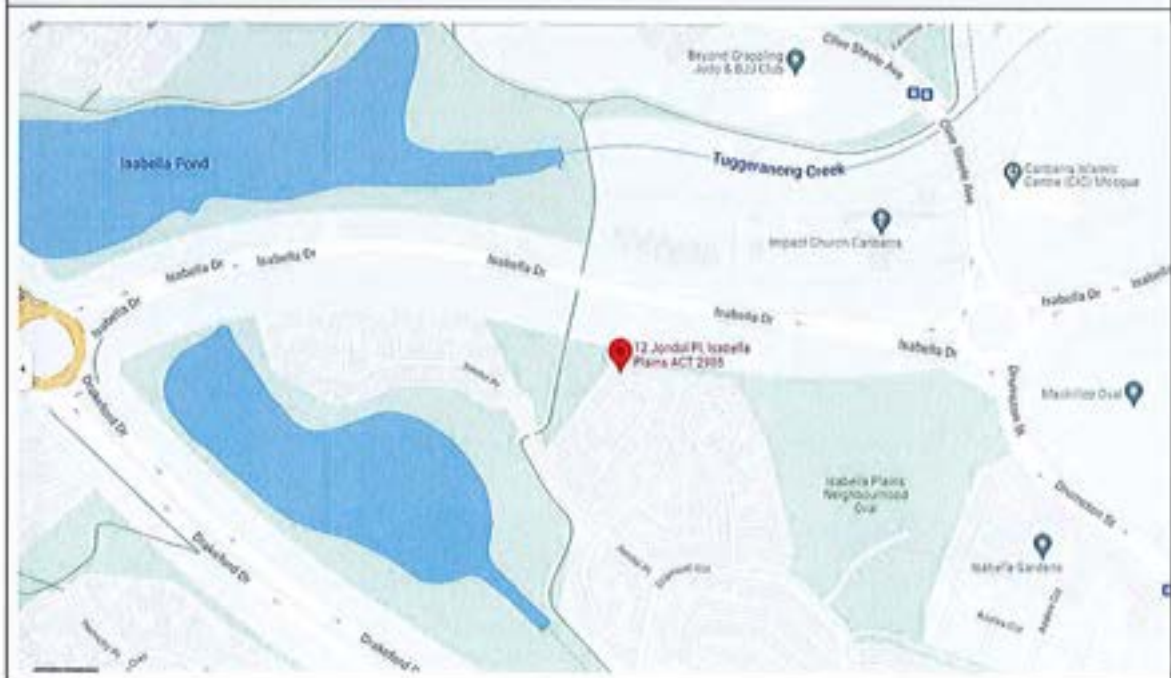 Beyond Grappling
Judo & BJJ Club
Clive Steele Ave
Isabella Pond
Tuggeranong Creek
Clive Steele Ave
Canberra Islamic
Centre (CIC) Mosque
Impact Church Canberra
Isabella Dr
Isabella Dr
Isabella Dr
Isabella Dr
Isabella Dr
Isabella Dr
Isabella Dr
12 Jondol Pl, Isabella
Plains ACT 2905
Drakeford Dr
Drumston St
Mackillop Oval
Isabella Plains
Neighbourhood
Oval
Drumston St
Isabella Gardens
Drakeford Dr
Drakeford D